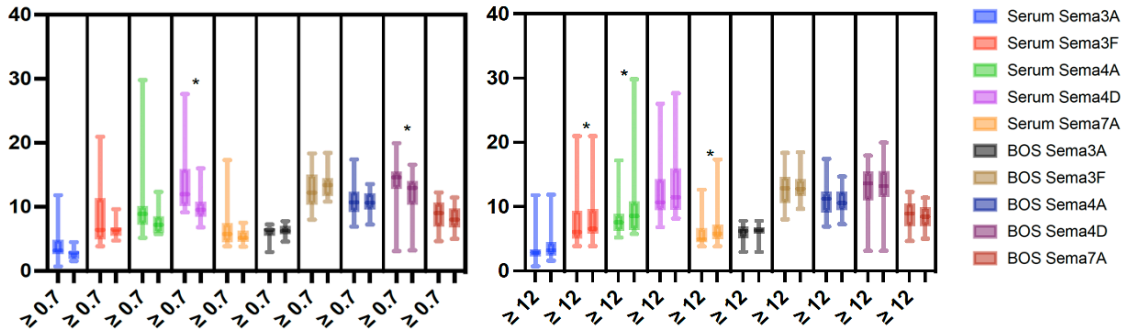 40
30
20
10
0
≥ 0.7 ≥ 0.7 ≥ 0.7 ≥ 0.7 ≥ 0.7 ≥ 0.7 ≥ 0.7 ≥ 0.7 ≥ 0.7 ≥ 0.7
* *
40
30
20
10
0
≥ 12 ≥ 12 ≥ 12 ≥ 12 ≥ 12 ≥ 12 ≥ 12 ≥ 12 ≥ 12 ≥ 12
* * *
Serum Sema3A
Serum Sema3F
Serum Sema4A
Serum Sema4D
Serum Sema7A
BOS Sema3A
BOS Sema3F
BOS Sema4A
BOS Sema4D
BOS Sema7A